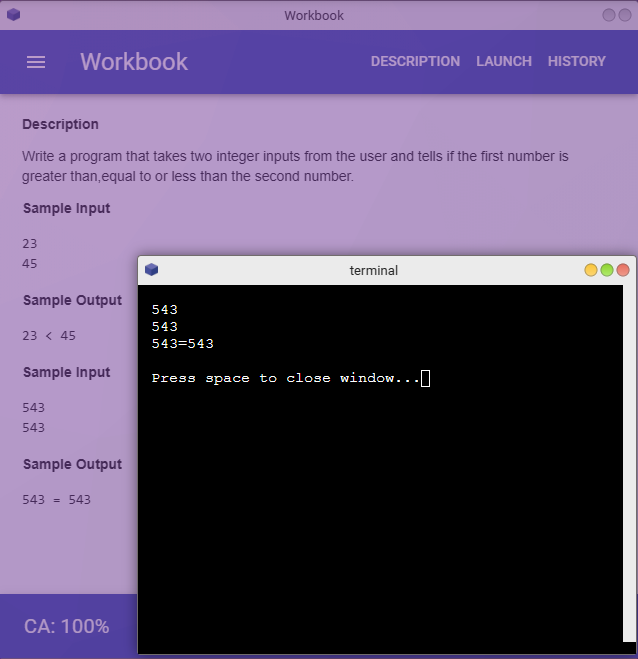 Workbook
Workbook
DESCRIPTION LAUNCH HISTORY
Description
Write a program that takes two integer inputs from the user and tells if the first number is
greater than,equal to or less than the second number.
Sample Input
23
45
Sample Output
23 < 45
Sample Input
543
543
Sample Output
543 = 543
CA: 100%
terminal
543
543
543=543
Press space to close window...